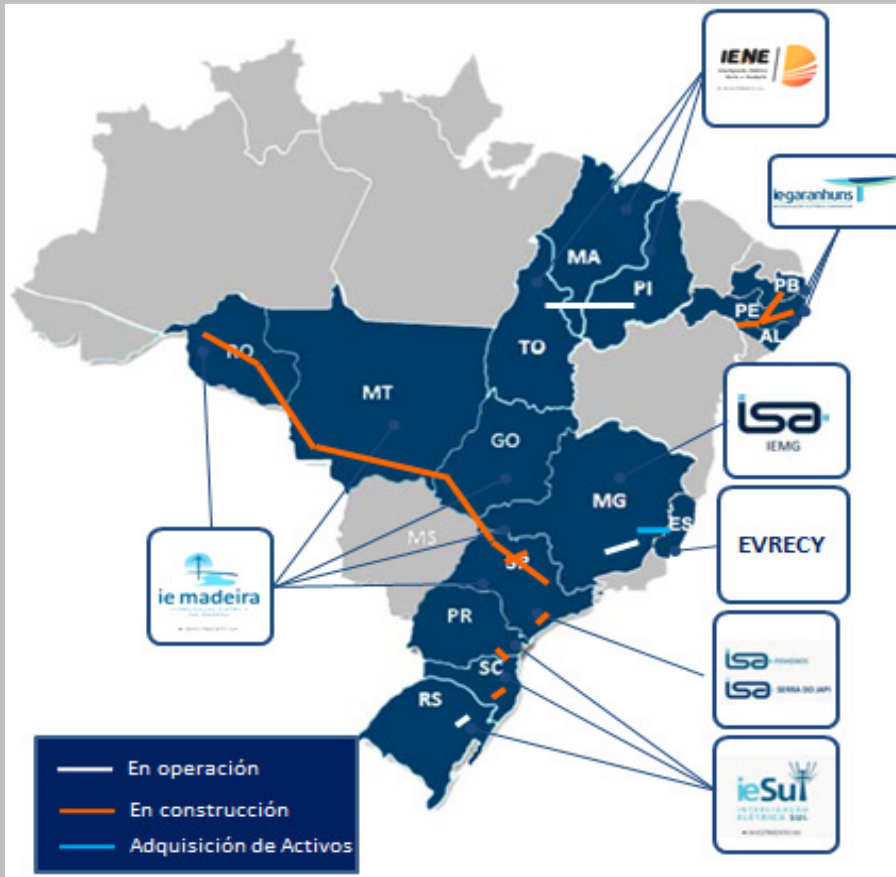 IENE
iegaranhuns
MA
PI
PB
PE
AL
TO
RO
MT
GO
isa
IEMG
MG
ES
MS
EVRECY
SP
ie madeira
PR
isa
isa SERRA DO JAPI
SC
RS
ieSul
INTERLIGAÇÃO
ELÉTRICA SUL
En operación
En construcción
Adquisición de Activos